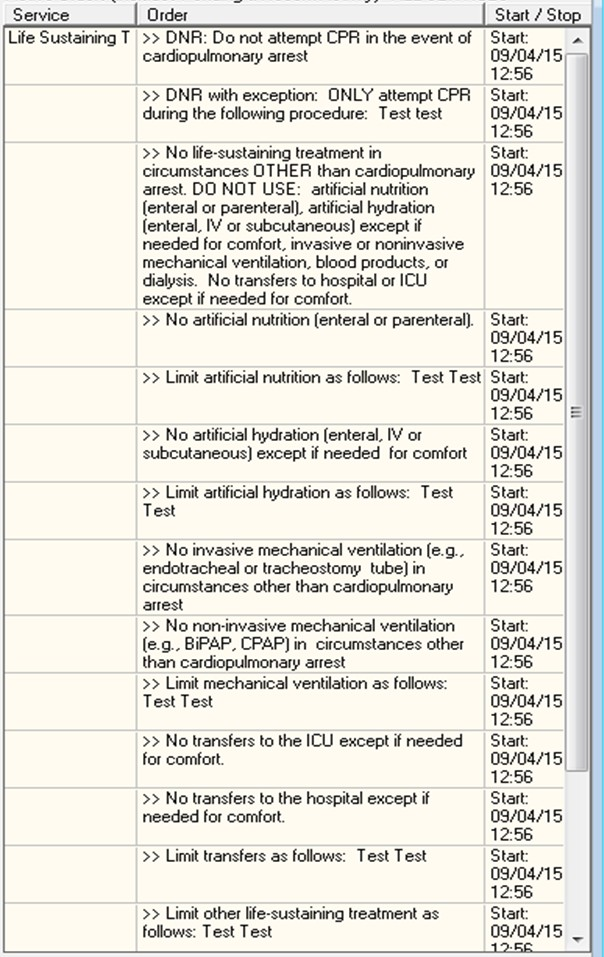 Service Order Start / Stop
Life Sustaining T >> DNR: Do not attempt CPR in the event of Start:
cardiopulmonary arrest 09/04/15
12:56
>> DNR with exception: ONLY attempt CPR Start:
during the following procedure: Test test 09/04/15
12:56
>> No life-sustaining treatment in Start:
circumstances OTHER than cardiopulmonary 09/04/15
arrest. DO NOT USE: artificial nutrition 12:56
(enteral or parenteral), artificial hydration
(enteral, IV or subcutaneous) except if
needed for comfort, invasive or noninvasive
mechanical ventilation, blood products, or
dialysis. No transfers to hospital or ICU
except if needed for comfort.
>> No artificial nutrition (enteral or parenteral). Start:
09/04/15
12:56
>> Limit artificial nutrition as follows: Test Test Start:
09/04/15
12:56
>> No artificial hydration (enteral, IV or Start:
subcutaneous) except if needed for comfort 09/04/15
12:56
>> Limit artificial hydration as follows: Test Start:
Test 09/04/15
12:56
>> No invasive mechanical ventilation (e.g., Start:
endotracheal or tracheostomy tube) in 09/04/15
circumstances other than cardiopulmonary 12:56
arrest
>> No non-invasive mechanical ventilation Start:
(e.g., BiPAP, CPAP) in circumstances other 09/04/15
than cardiopulmonary arrest 12:56
>> Limit mechanical ventilation as follows: Start:
Test Test 09/04/15
12:56
>> No transfers to the ICU except if needed Start:
for comfort. 09/04/15
12:56
>> No transfers to the hospital except if Start:
needed for comfort. 09/04/15
12:56
>> Limit transfers as follows: Test Test Start:
09/04/15
12:56
>> Limit other life-sustaining treatment as Start:
follows: Test Test 09/04/15
12:56